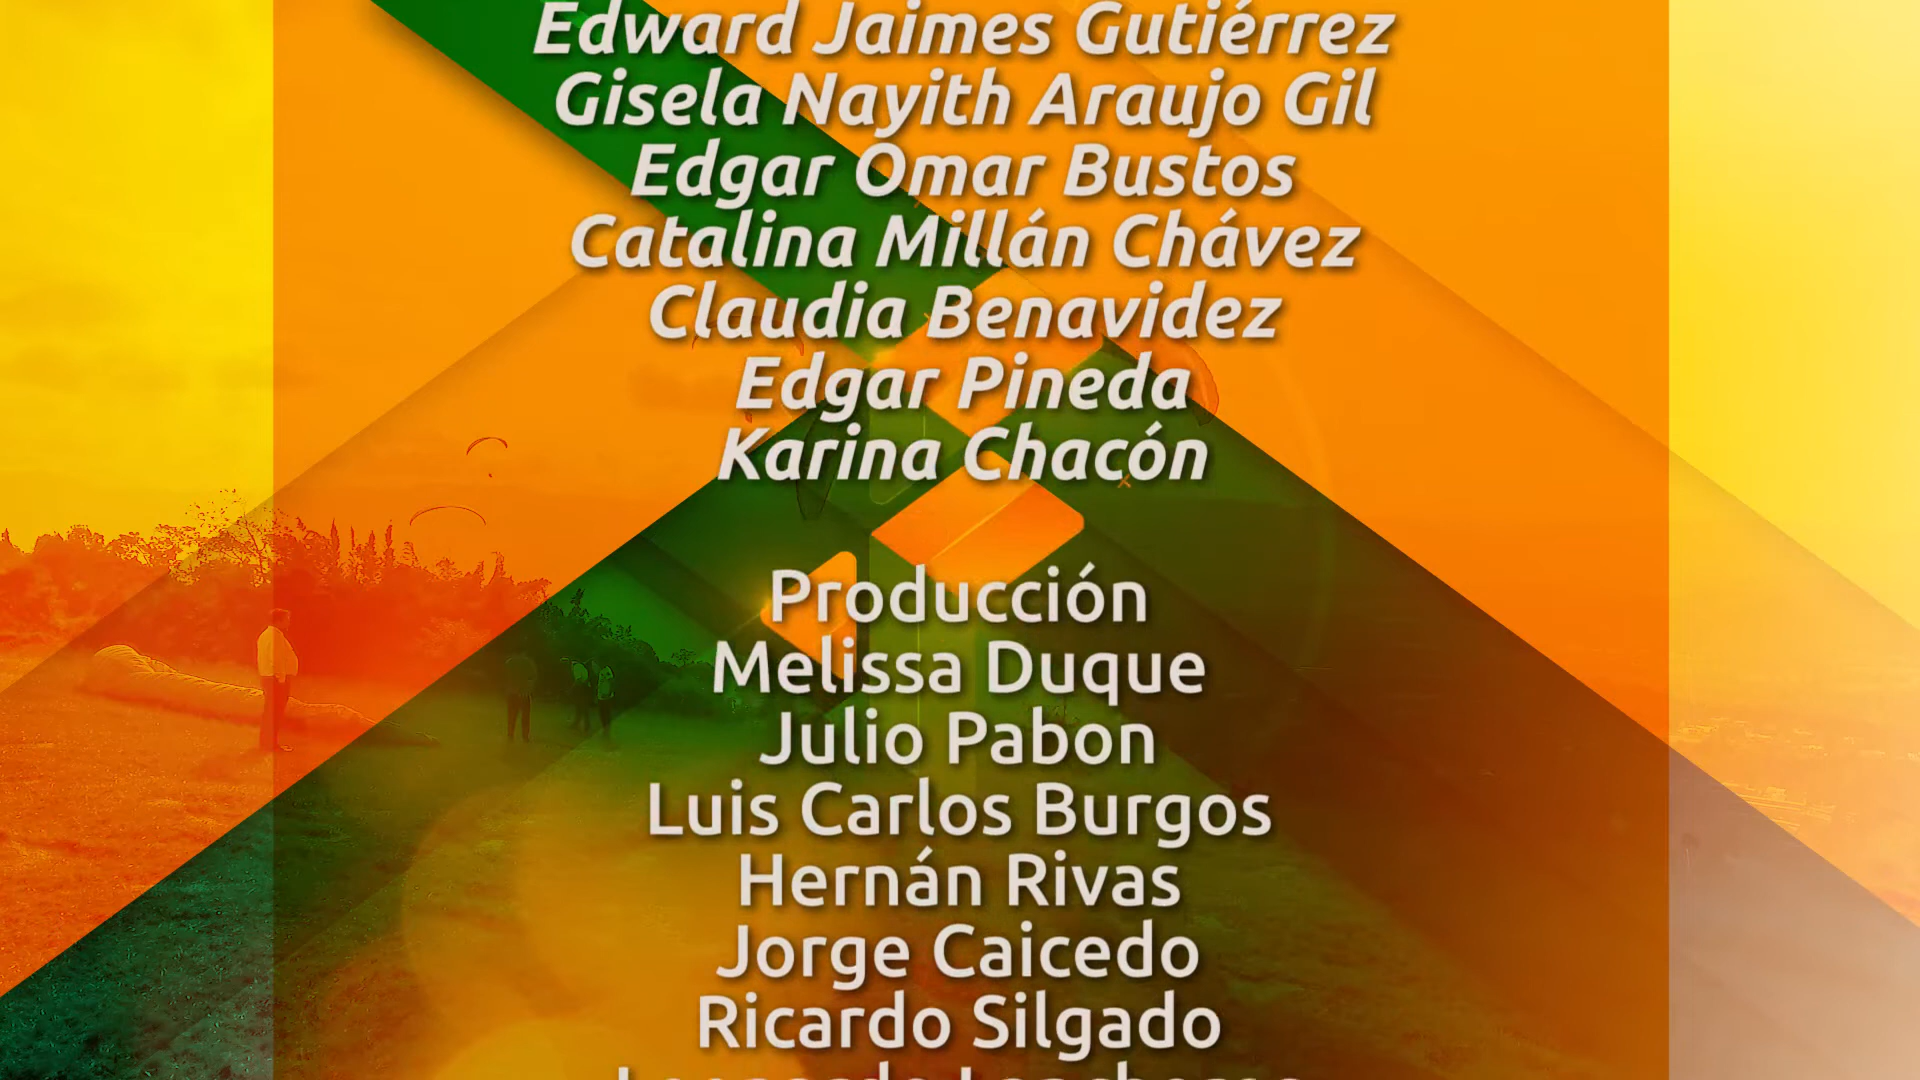 Edward Jaimes Gutiérrez
Gisela Nayith Araujo Gil
Edgar Omar Bustos
Catalina Millán Chávez
Claudia Benavidez
Edgar Pineda
Karina Chacón
Producción
Melissa Duque
Julio Pabon
Luis Carlos Burgos
Hernán Rivas
Jorge Caicedo
Ricardo Silgado
Leonardo